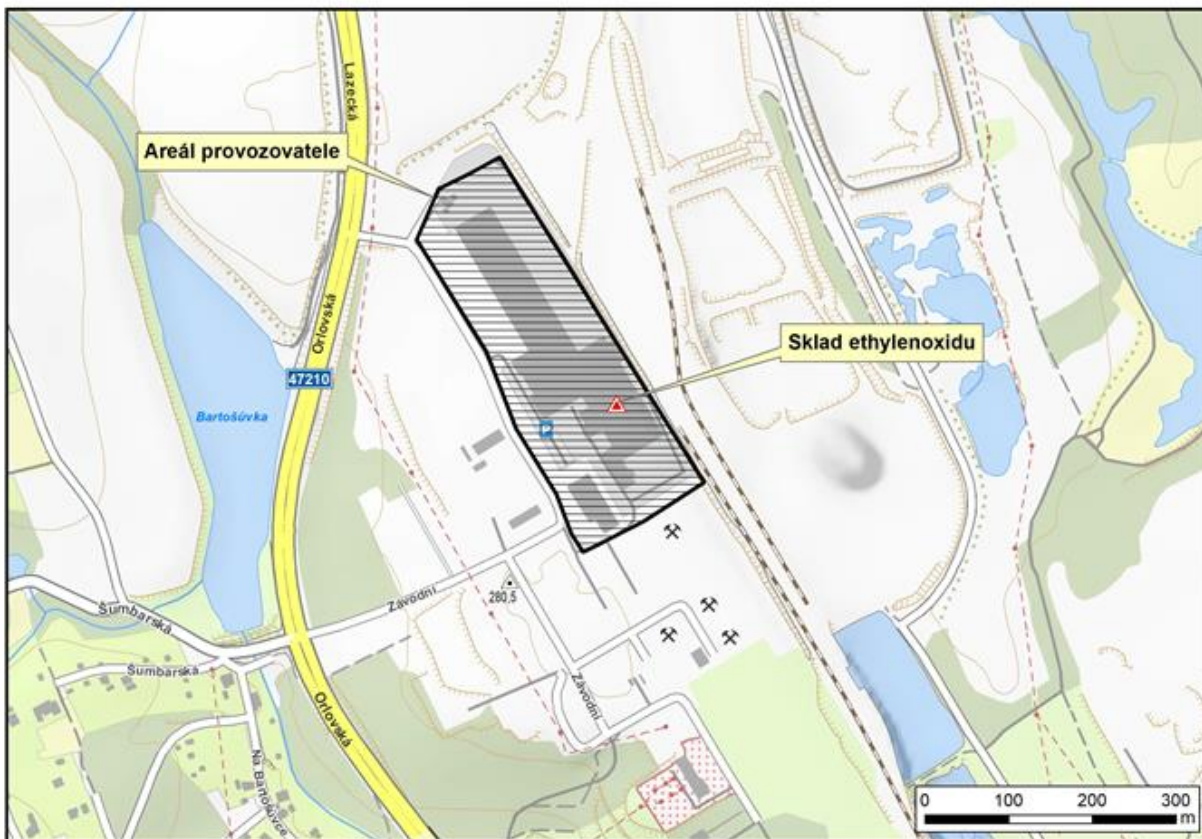 Lazecká
Areál provozovatele
Orlovská
Sklad ethylenoxidu
47210
Bartošúvka
P
280,5
Závodní
Šumbarská
Šumbarská
Závodní
Orlovská
Na Bartošůvce
0 100 200 300
m